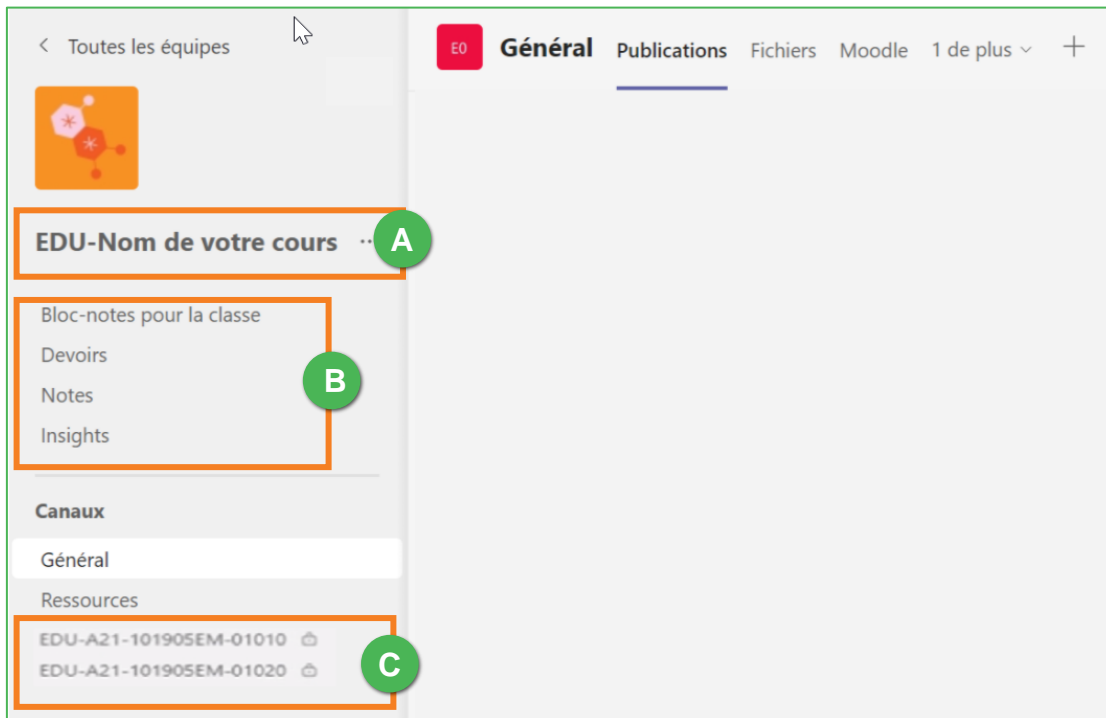 Toutes les équipes
EDU-Nom de votre cours ··
A
Bloc-notes pour la classe
Devoirs
Notes
Insights
B
Canaux
Général
Ressources
EDU-A21-101905EM-01010
EDU-A21-101905EM-01020
C
E0 Général Publications Fichiers Moodle 1 de plus +